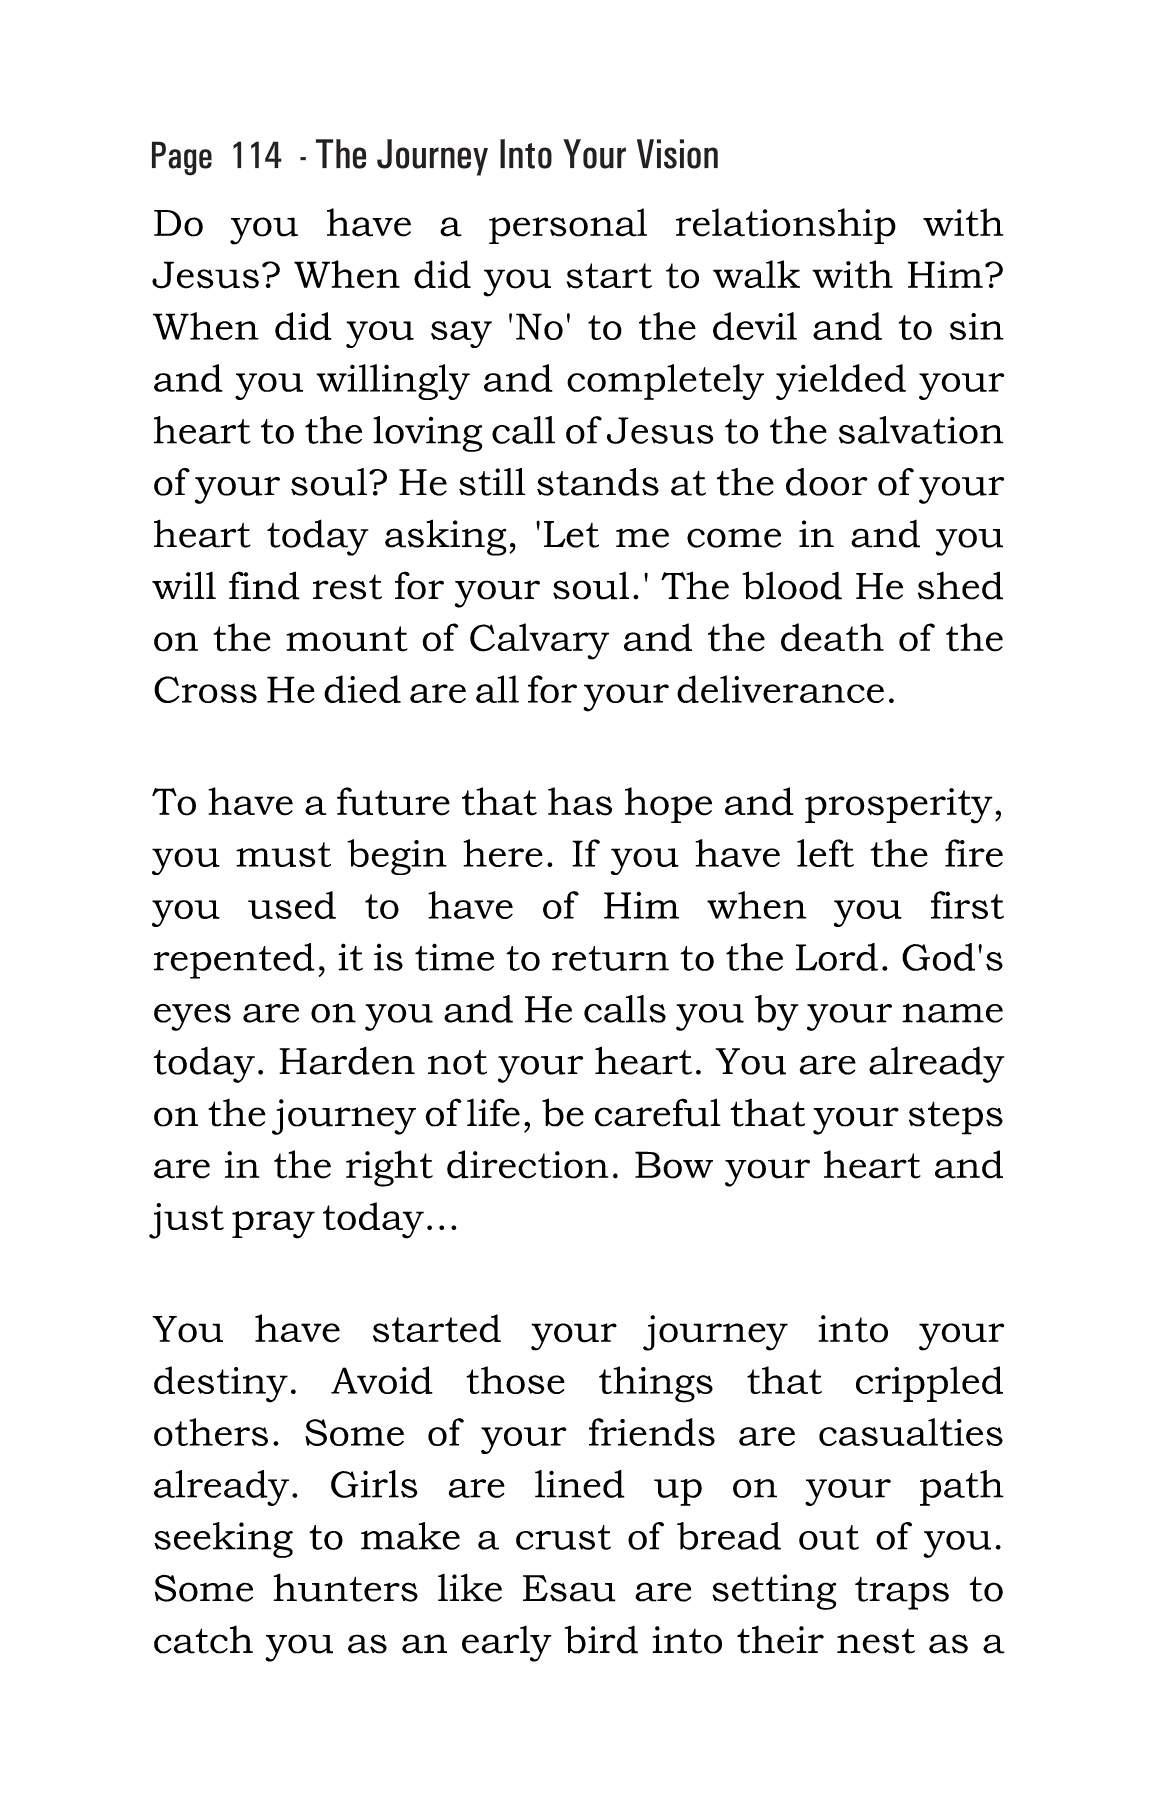 Page 114 - The Journey Into Your Vision
Do you have a personal relationship with
Jesus? When did you start to walk with Him?
When did you say 'No' to the devil and to sin
and you willingly and completely yielded your
heart to the loving call of Jesus to the salvation
of your soul? He still stands at the door of your
heart today asking, 'Let me come in and you
will find rest for your soul.' The blood He shed
on the mount of Calvary and the death of the
Cross He died are all for your deliverance.
To have a future that has hope and prosperity,
you must begin here. If you have left the fire
you used to have of Him when you first
repented, it is time to return to the Lord. God's
eyes are on you and He calls you by your name
today. Harden not your heart. You are already
on the journey of life, be careful that your steps
are in the right direction. Bow your heart and
just pray today...
You have started your journey into your
destiny. Avoid those things that crippled
others. Some of your friends are casualties
already. Girls are lined up on your path
seeking to make a crust of bread out of you.
Some hunters like Esau are setting traps to
catch you as an early bird into their nest as a